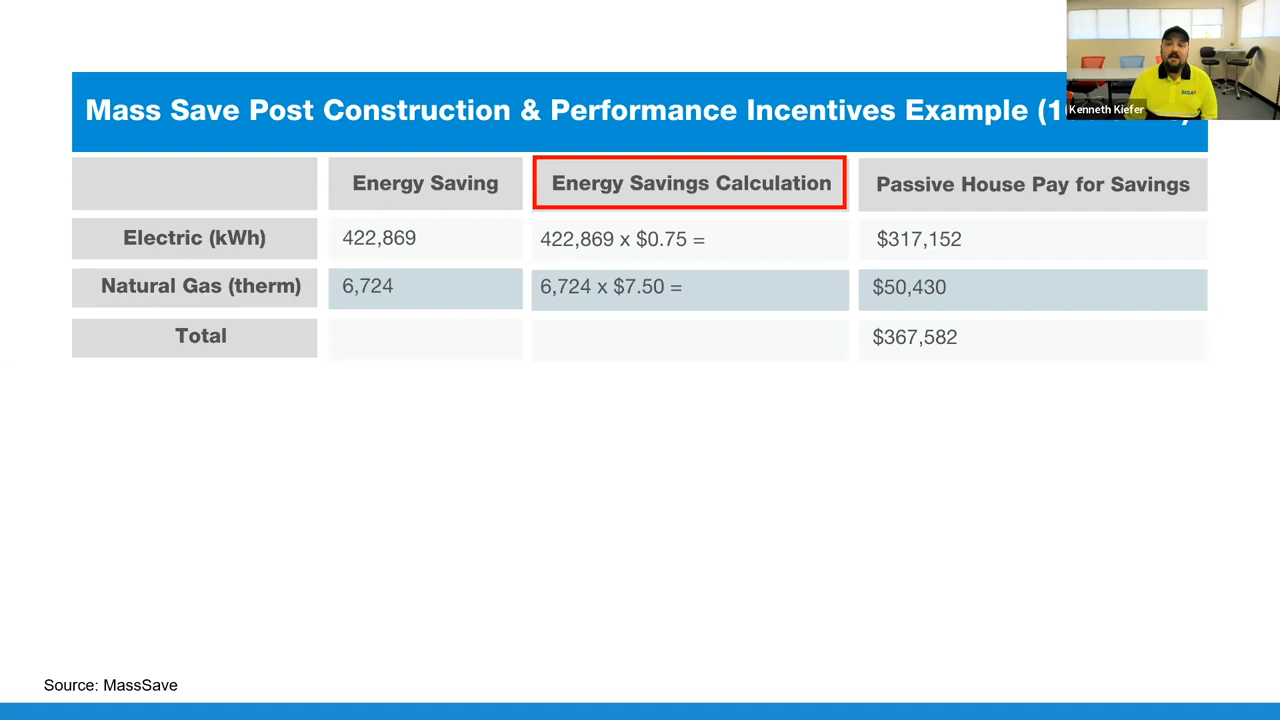 Mass Save Post Construction & Performance Incentives Example (1
Kenneth Kiefer
Energy Saving
Energy Savings Calculation
Passive House Pay for Savings
Electric (kWh)
422,869
422,869 x $0.75 =
$317,152
Natural Gas (therm)
6,724
6,724 x $7.50 =
$50,430
Total
$367,582
Source: MassSave